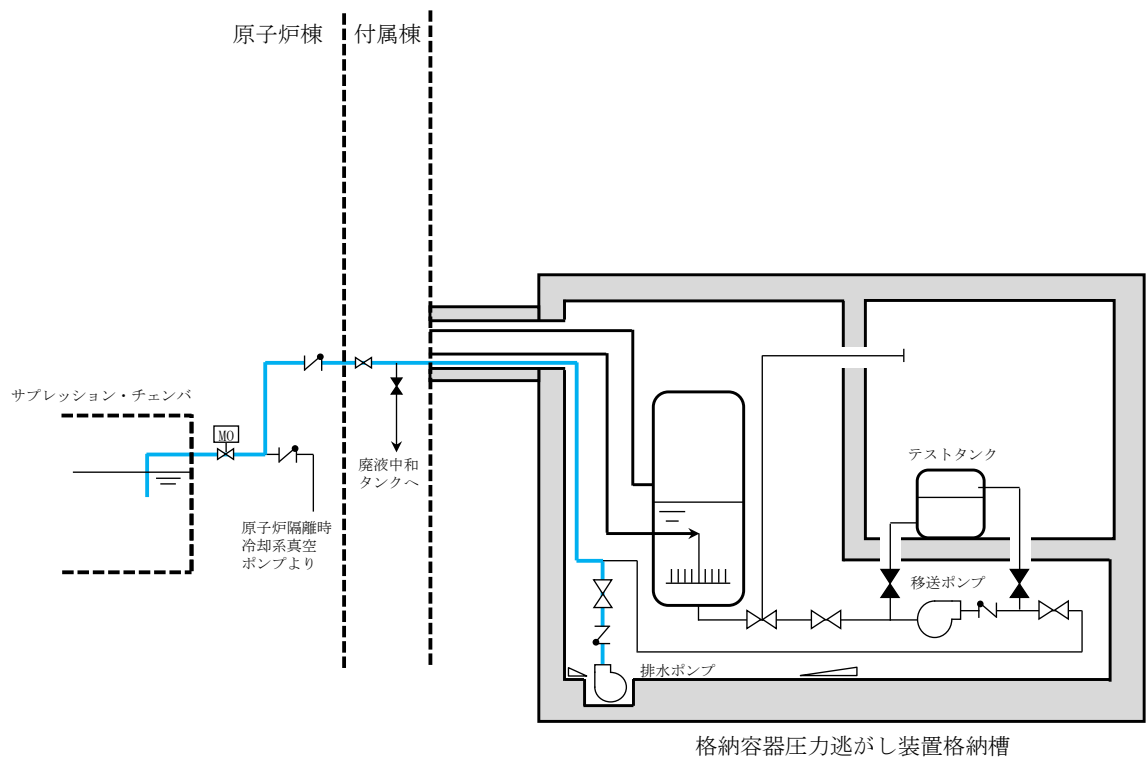 原子炉棟
付属棟
サプレッション・チェンバ
MO
廃液中和
タンクへ
原子炉隔離時
冷却系真空
ポンプより
テストタンク
移送ポンプ
排水ポンプ
格納容器圧力逃がし装置格納槽